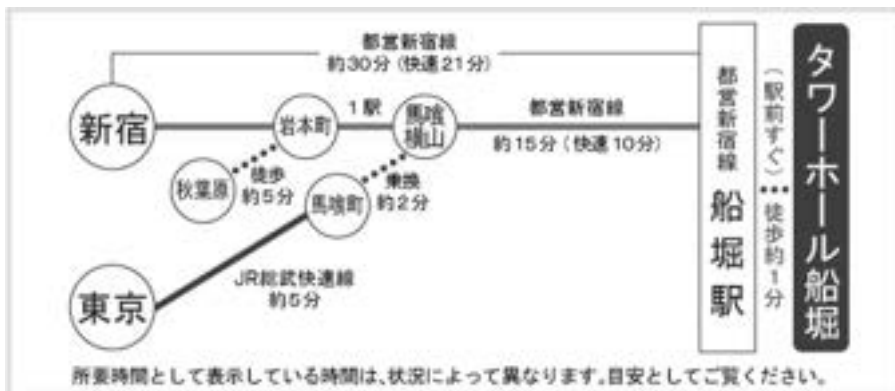 都営新宿線
約30分(快速21分)
新宿
岩本町
1駅
馬喰
横山
都営新宿線
約15分(快速10分)
秋葉原
徒歩
約5分
馬喰町
乗換
約2分
東京
JR総武快速線
約5分
都営新宿線 船堀駅
(駅前すぐ)…徒歩約1分
タワーホール船堀
所要時間として表示している時間は、状況によって異なります。目安としてご覧ください。